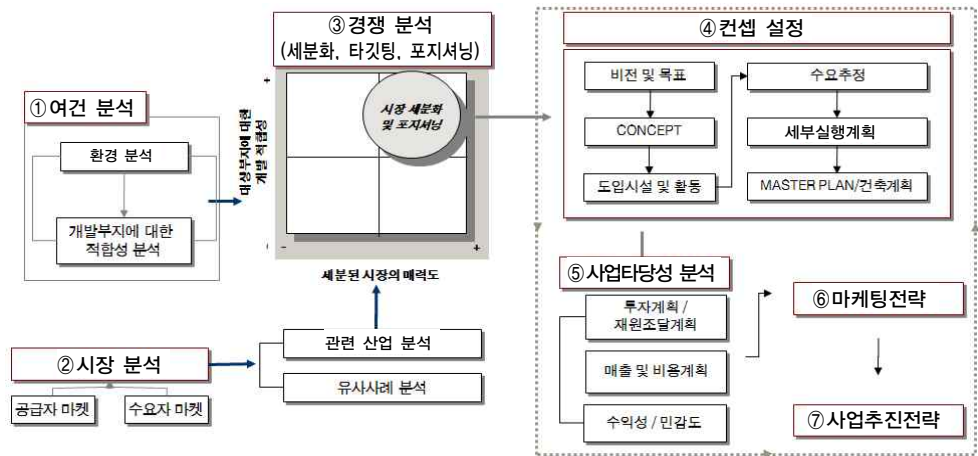 ①여건 분석
환경 분석
개발부지에 대한
적합성 분석
②시장 분석
공급자 마켓
수요자 마켓
관련 산업 분석
유사사례 분석
③경쟁 분석
(세분화, 타깃팅, 포지셔닝)
대상부지에 대한
개발 적합성
+
시장 세분화
및 포지셔닝
-
-
+
세분된 시장의 매력도
④컨셉 설정
비전 및 목표
CONCEPT
도입시설 및 활동
수요추정
세부실행계획
MASTER PLAN/건축계획
⑤사업타당성 분석
투자계획 /
재원조달계획
매출 및 비용계획
수익성 / 민감도
⑥마케팅전략
⑦사업추진전략